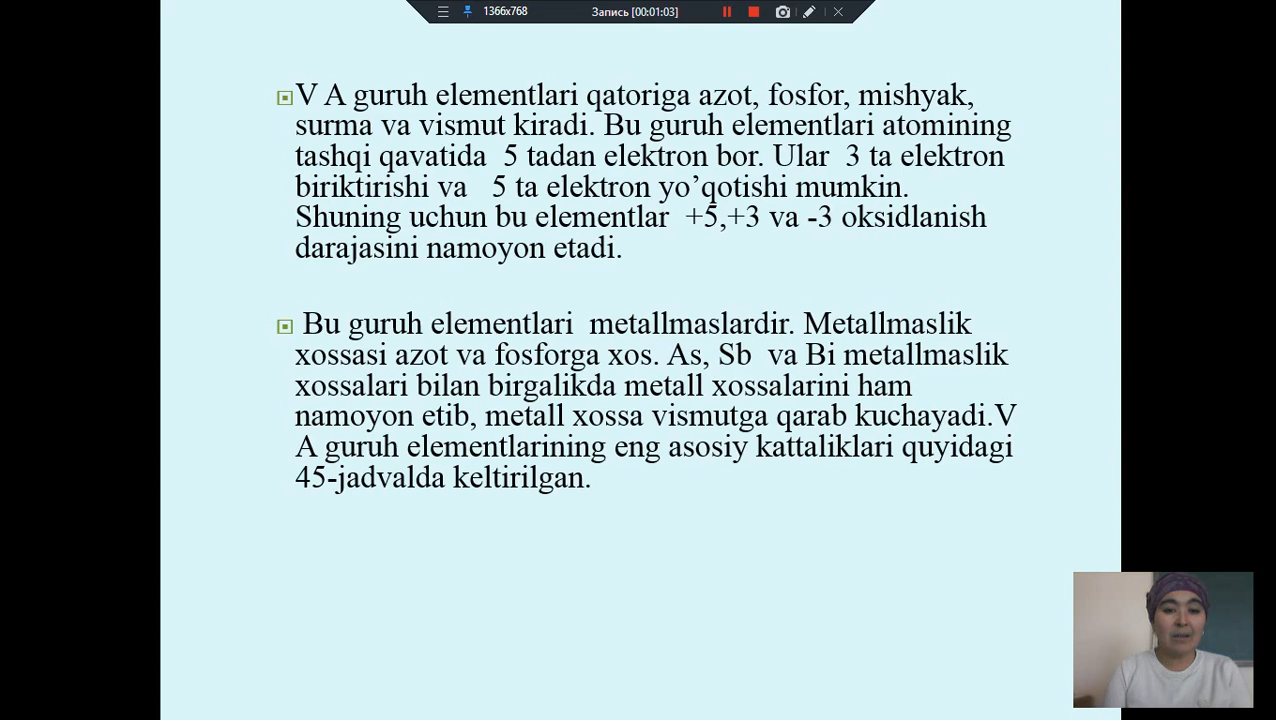 1366x768 Запись [00:01:03]
V A guruh elementlari qatoriga azot, fosfor, mishyak,
surma va vismut kiradi. Bu guruh elementlari atomining
tashqi qavatida 5 tadan elektron bor. Ular 3 ta elektron
biriktirishi va 5 ta elektron yo’qotishi mumkin.
Shuning uchun bu elementlar +5,+3 va -3 oksidlanish
darajasini namoyon etadi.
Bu guruh elementlari metallmaslardir. Metallmaslik
xossasi azot va fosforga xos. As, Sb va Bi metallmaslik
xossalari bilan birgalikda metall xossalarini ham
namoyon etib, metall xossa vismutga qarab kuchayadi.V
A guruh elementlarining eng asosiy kattaliklari quyidagi
45-jadvalda keltirilgan.